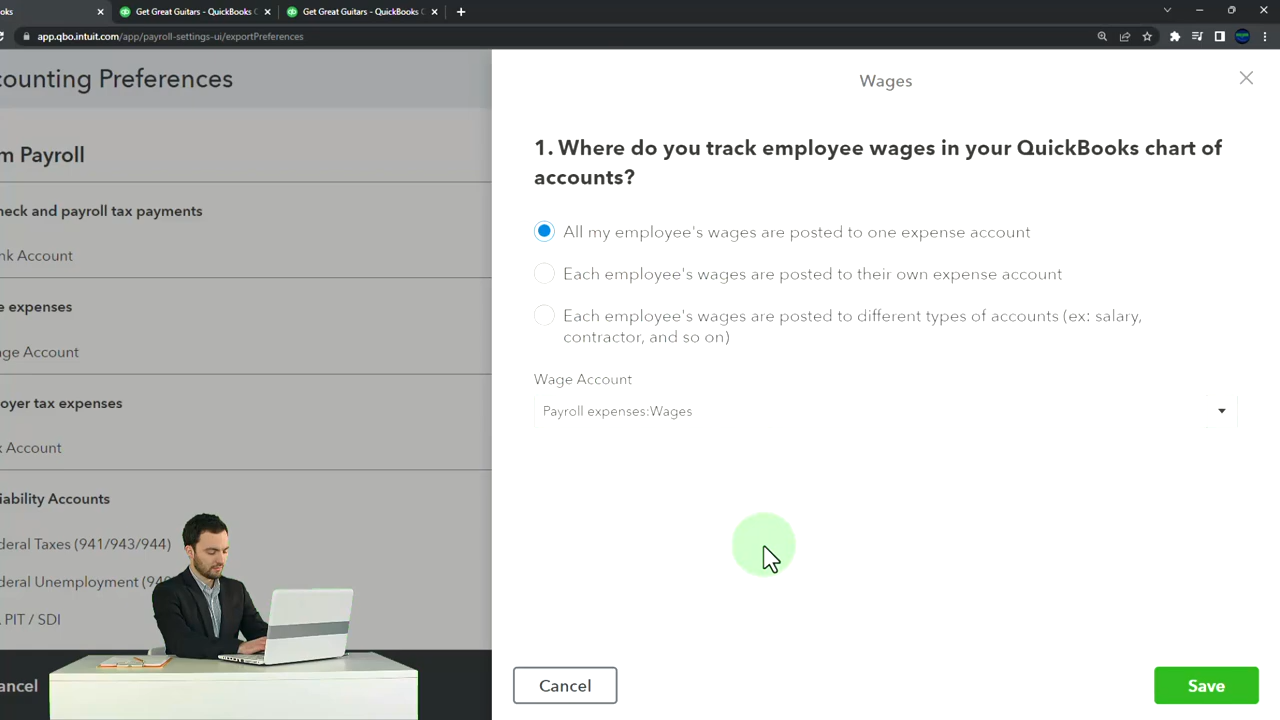 oks
Get Great Guitars - QuickBooks
Get Great Guitars - QuickBooks
app.qbo.intuit.com/app/payroll-settings-ui/exportPreferences
counting Preferences
Wages
m Payroll
1. Where do you track employee wages in your QuickBooks chart of
accounts?
heck and payroll tax payments
nk Account
e expenses
ge Account
oyer tax expenses
x Account
iability Accounts
deral Taxes (941/943/944)
deral Unemployment (94
PIT / SDI
ancel
All my employee's wages are posted to one expense account
Each employee's wages are posted to their own expense account
Each employee's wages are posted to different types of accounts (ex: salary,
contractor, and so on)
Wage Account
Payroll expenses:Wages
Cancel
Save